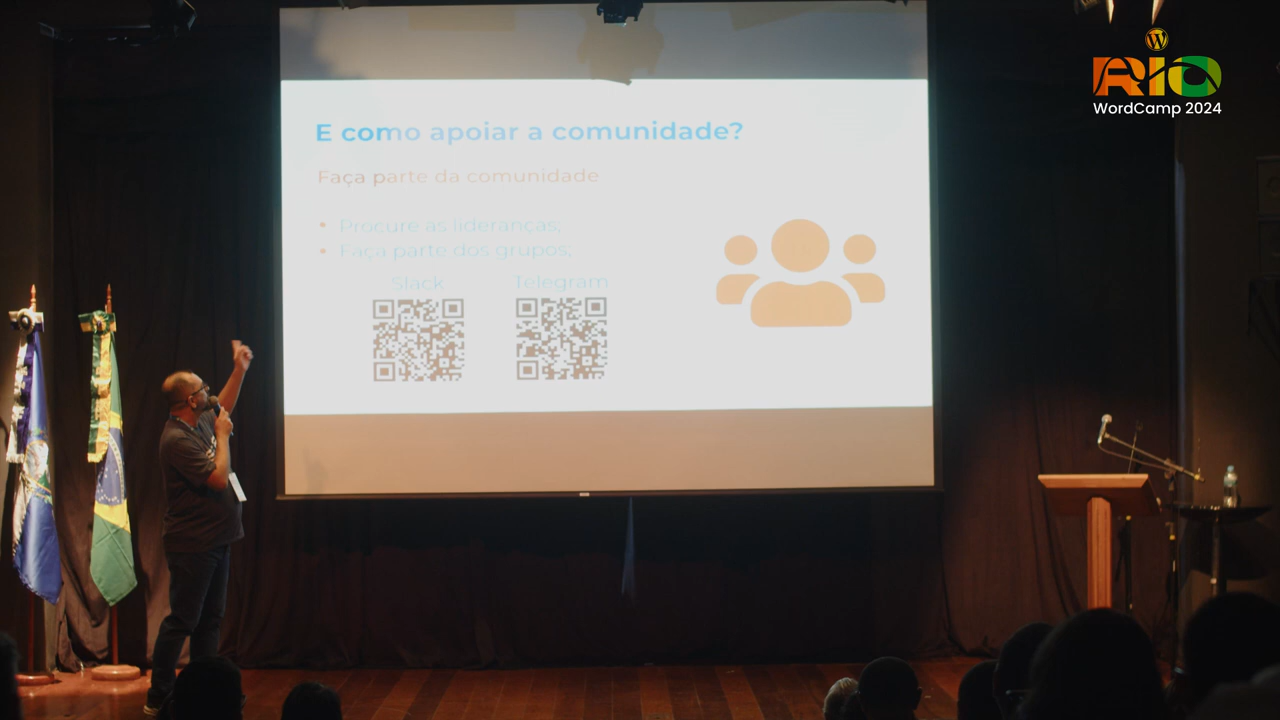 RIO
WordCamp 2024
E como apoiar a comunidade?
Faça parte da comunidade
• Procure as lideranças;
• Faça parte dos grupos:
Slack
Telegram